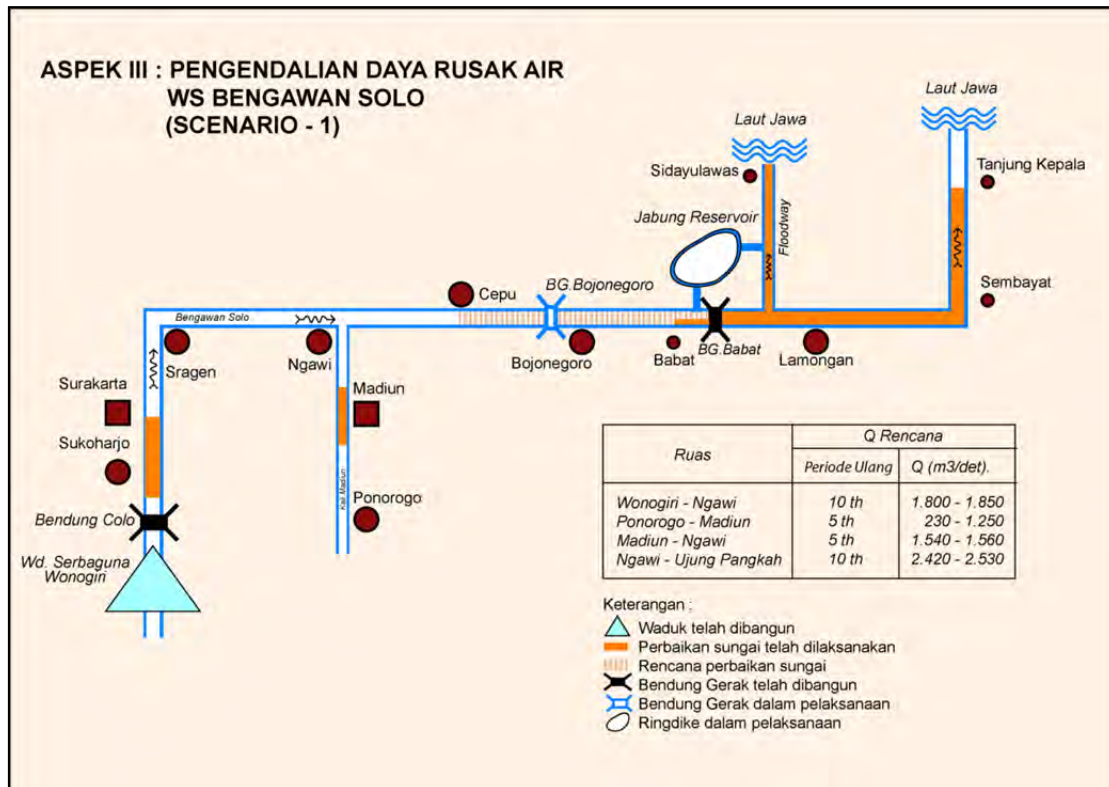 ASPEK III : PENGENDALIAN DAYA RUSAK AIR
WS BENGAWAN SOLO
(SCENARIO - 1)
Laut Jawa
Laut Jawa
Sidayulawas
Tanjung Kepala
Jabung Reservoir
Floodway
Cepu
BG.Bojonegoro
Sembayat
Bengawan Solo
Sragen
Ngawi
Bojonegoro
Babat
BG.Babat
Lamongan
Surakarta
Madiun
Sukoharjo
Kali Madiun
Ponorogo
Bendung Colo
Wd. Serbaguna
Wonogiri
Ruas Q Rencana
Periode Ulang Q (m3/det).
Wonogiri - Ngawi 10 th 1.800 - 1.850
Ponorogo - Madiun 5 th 230 - 1.250
Madiun - Ngawi 5 th 1.540 - 1.560
Ngawi - Ujung Pangkah 10 th 2.420 - 2.530
Keterangan :
Waduk telah dibangun
Perbaikan sungai telah dilaksanakan
Rencana perbaikan sungai
Bendung Gerak telah dibangun
Bendung Gerak dalam pelaksanaan
Ringdike dalam pelaksanaan